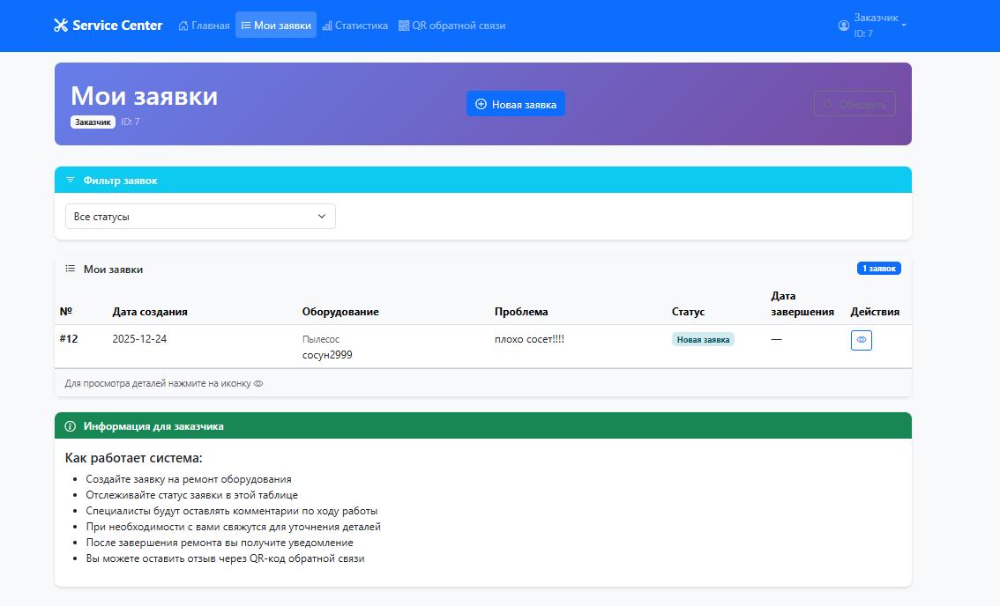 Service Center Главная Мои заявки Статистика QR обратной связи Заказчик
ID: 7
Мои заявки
Заказчик ID: 7
Новая заявка
Обновить
Фильтр заявок
Все статусы
Мои заявки 1 заявок
№ Дата создания Оборудование Проблема Статус Дата завершения Действия
#12 2025-12-24 Пылесос плохо сосет!!!! Новая заявка —
сосун2999
Для просмотра деталей нажмите на иконку
Информация для заказчика
Как работает система:
• Создайте заявку на ремонт оборудования
• Отслеживайте статус заявки в этой таблице
• Специалисты будут оставлять комментарии по ходу работы
• При необходимости с вами свяжутся для уточнения деталей
• После завершения ремонта вы получите уведомление
• Вы можете оставить отзыв через QR-код обратной связи